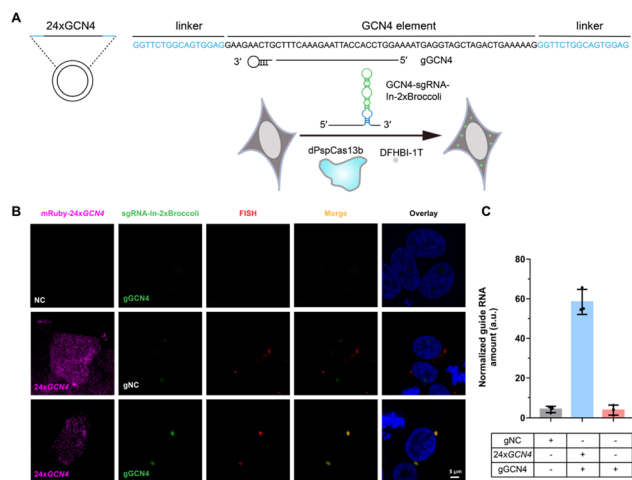 A
24xGCN4
linker
GCN4 element
linker
GGTTCTGGCAGTGGAGGAAGAACTGCTTTCAAAGAATTACCACCTGGAAAATGAGGTAGCTAGACTGAAAAAGGGTTCTGGCAGTGGAG
3′
5′
gGCN4
GCN4-sgRNA-
In-2xBroccoli
5′
3′
dPspCas13b
DFHBI-1T
B
mRuby-24xGCN4
sgRNA-In-2xBroccoli
FISH
Merge
Overlay
NC
gGCN4
24xGCN4
gNC
24xGCN4
gGCN4
5 μm
C
Normalized guide RNA
amount (a.u.)
80
60
40
20
0
gNC + - -
24xGCN4 - + -
gGCN4 - + +